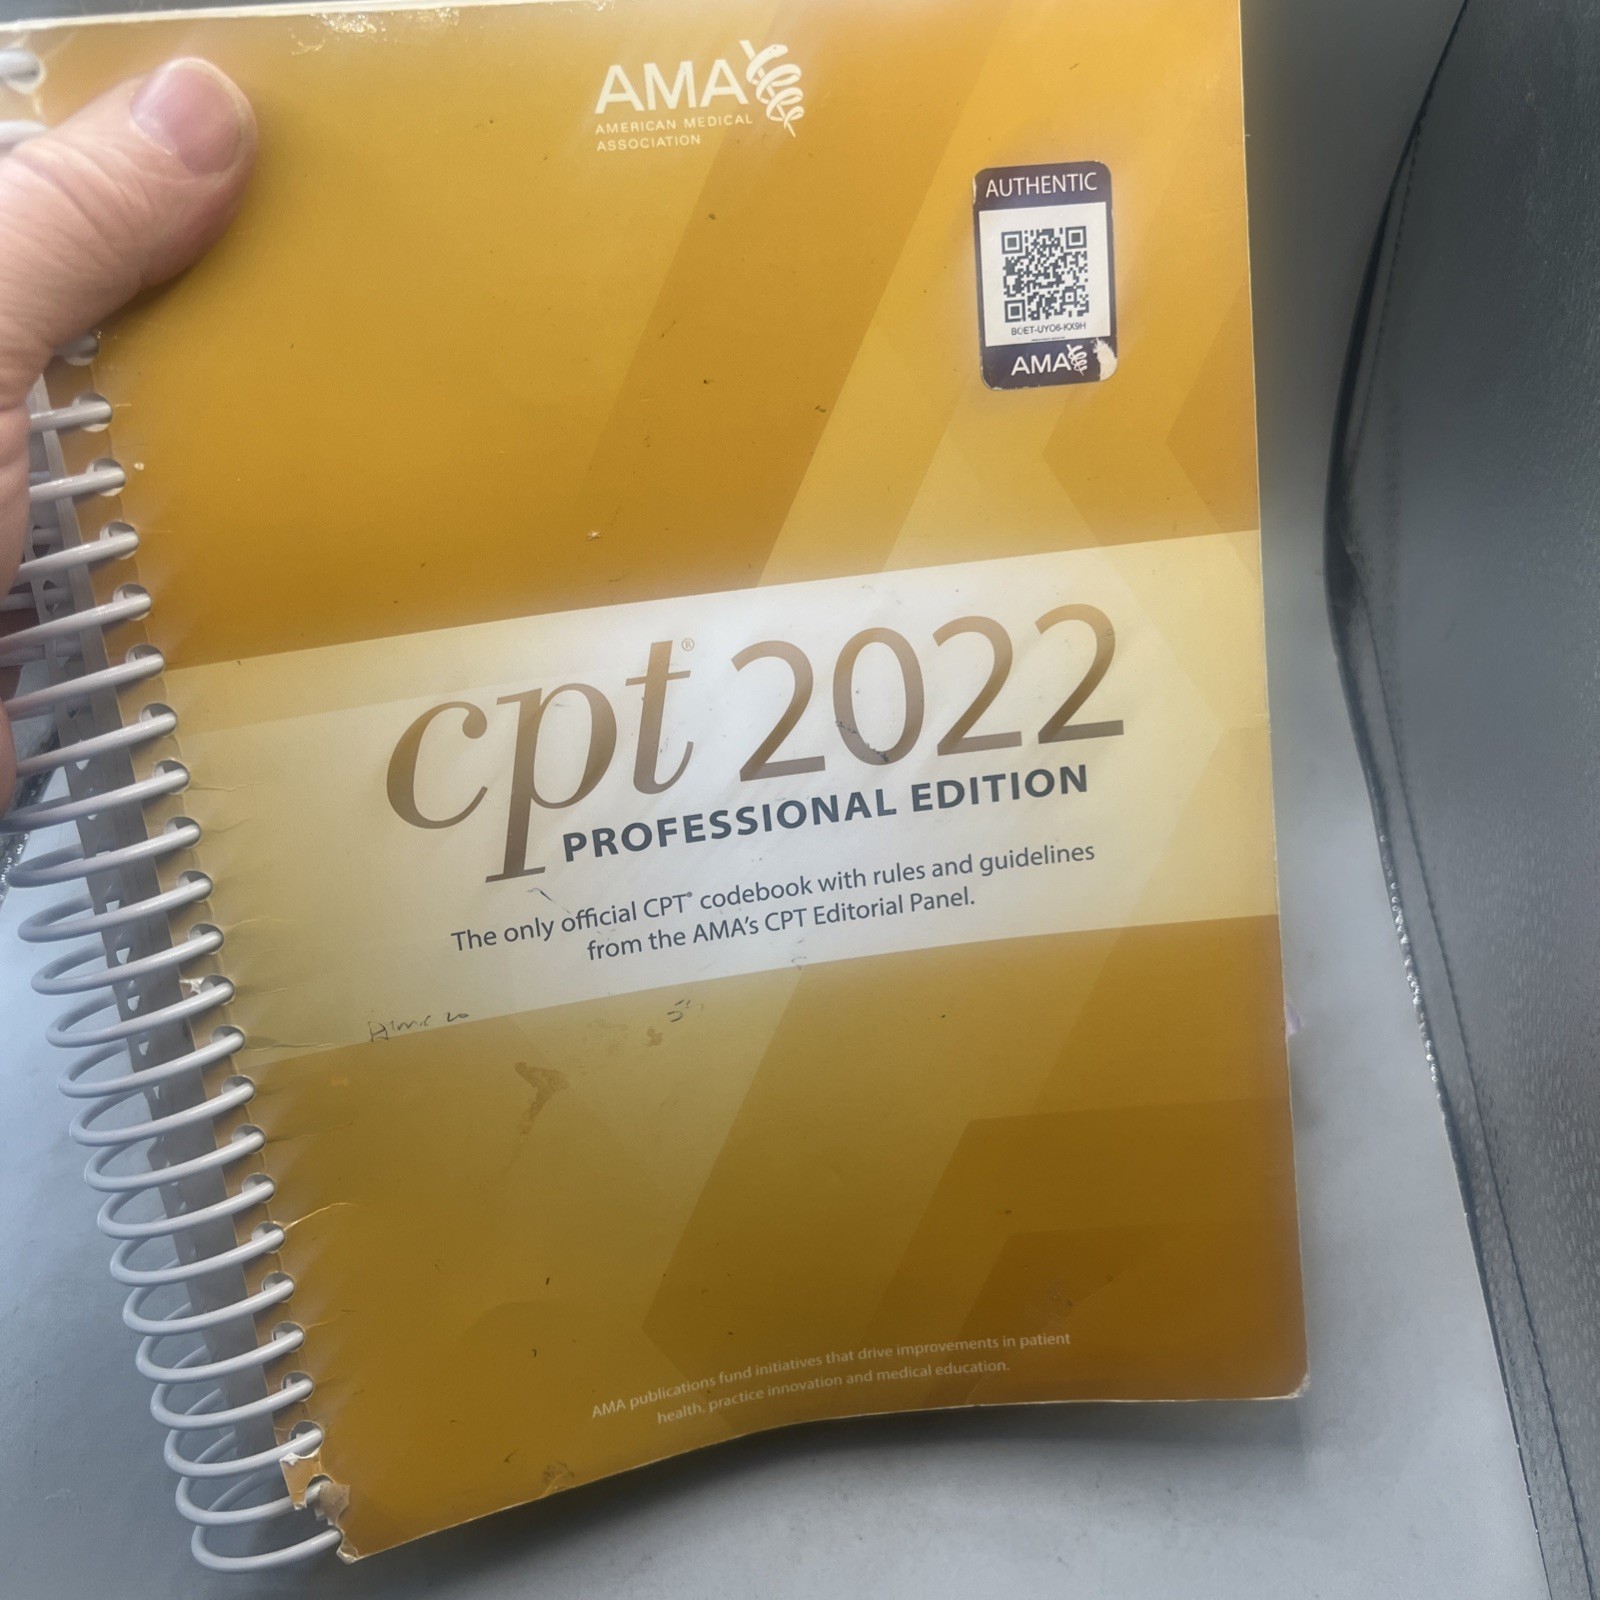 AMA
AMERICAN MEDICAL
ASSOCIATION
AUTHENTIC
AMA
cpt® 2022
PROFESSIONAL EDITION
The only official CPT® codebook with rules and guidelines
from the AMA's CPT Editorial Panel.
AMA publications fund initiatives that drive improvements in patient
health, practice innovation and medical education.